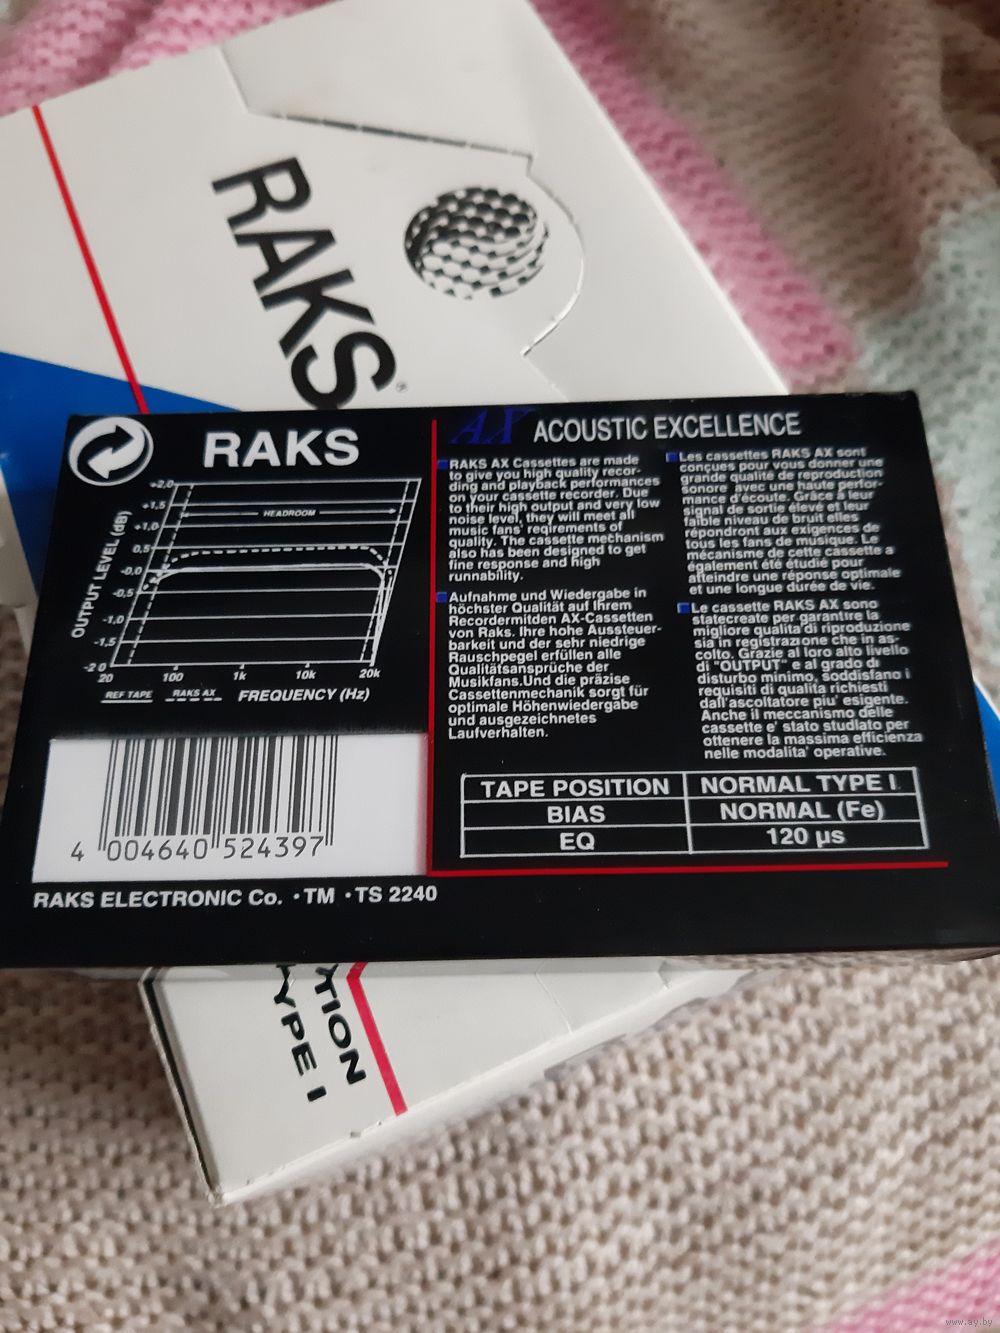 RAKS®
RAKS
+2,0
+1,5
+1,0
0,5
-0,0
-0,5
-1,0
-1,5
-2 0
OUTPUT LEVEL (dB)
HEADROOM
20 100 1k 10k 20k
REF TAPE RAKS AX FREQUENCY (Hz)
4 004640 524397
RAKS ELECTRONIC Co. •TM •TS 2240
AX ACOUSTIC EXCELLENCE
RAKS AX Cassettes are made
to give you high quality recor-
ding and playback performances
on your cassette recorder. Due
to their high output and very low
noise level, they will meet all
music fans' reqirements of
quality. The cassette mechanism
also has been designed to get
fine response and high
runnability.
Aufnahme und Wiedergabe in
höchster Qualität auf Ihrem
Recordermitden AX-Cassetten
von Raks. Ihre hohe Aussteuer-
barkeit und der sehr niedrige
Rauschpegel erfüllen alle
Qualitätsansprüche der
Musikfans.Und die präzise
Cassettenmechanik sorgt für
optimale Höhenwiedergabe
und ausgezeichnetes
Laufverhalten.
Les cassettes RAKS AX sont
conçues pour vous donner une
grande qualite de reproduction
sonore avec une haute perfor-
mance d'écoute. Grâce à leur
signal de sortie élevé et leur
faible niveau de bruit elles
répondront aux exigences de
tous les fans de musique. Le
mécanisme de cette cassette a
également été étudié pour
atteindre une réponse optimale
et une longue durée de vie.
Le cassette RAKS AX sono
statecreate per garantire la
migliore qualita di riproduzione
sia in registrazione che in as-
colto. Grazie al loro alto livello
di "OUTPUT" e al grado di
disturbo minimo, soddisfano i
requisiti di qualita richiesti
dall'ascoltatore piu' esigente.
Anche il meccanismo delle
cassette e' stato studiato per
ottenere la massima efficienza
nelle modalita' operative.
TAPE POSITION NORMAL TYPE I
BIAS NORMAL (Fe)
EQ 120 µs
TYPE I
www.ay.by